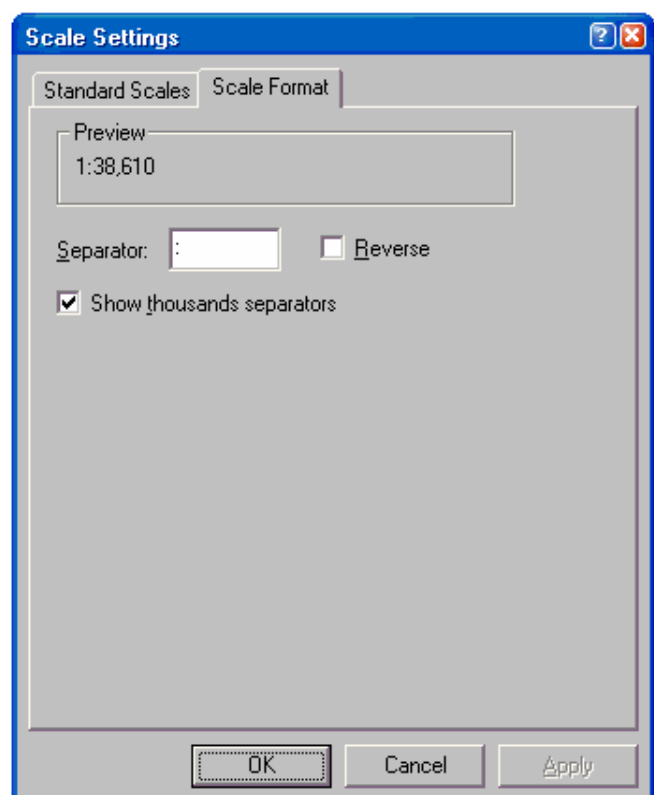 Scale Settings
Standard Scales Scale Format
Preview
1:38,610
Separator: : Reverse
Show thousands separators
OK Cancel Apply